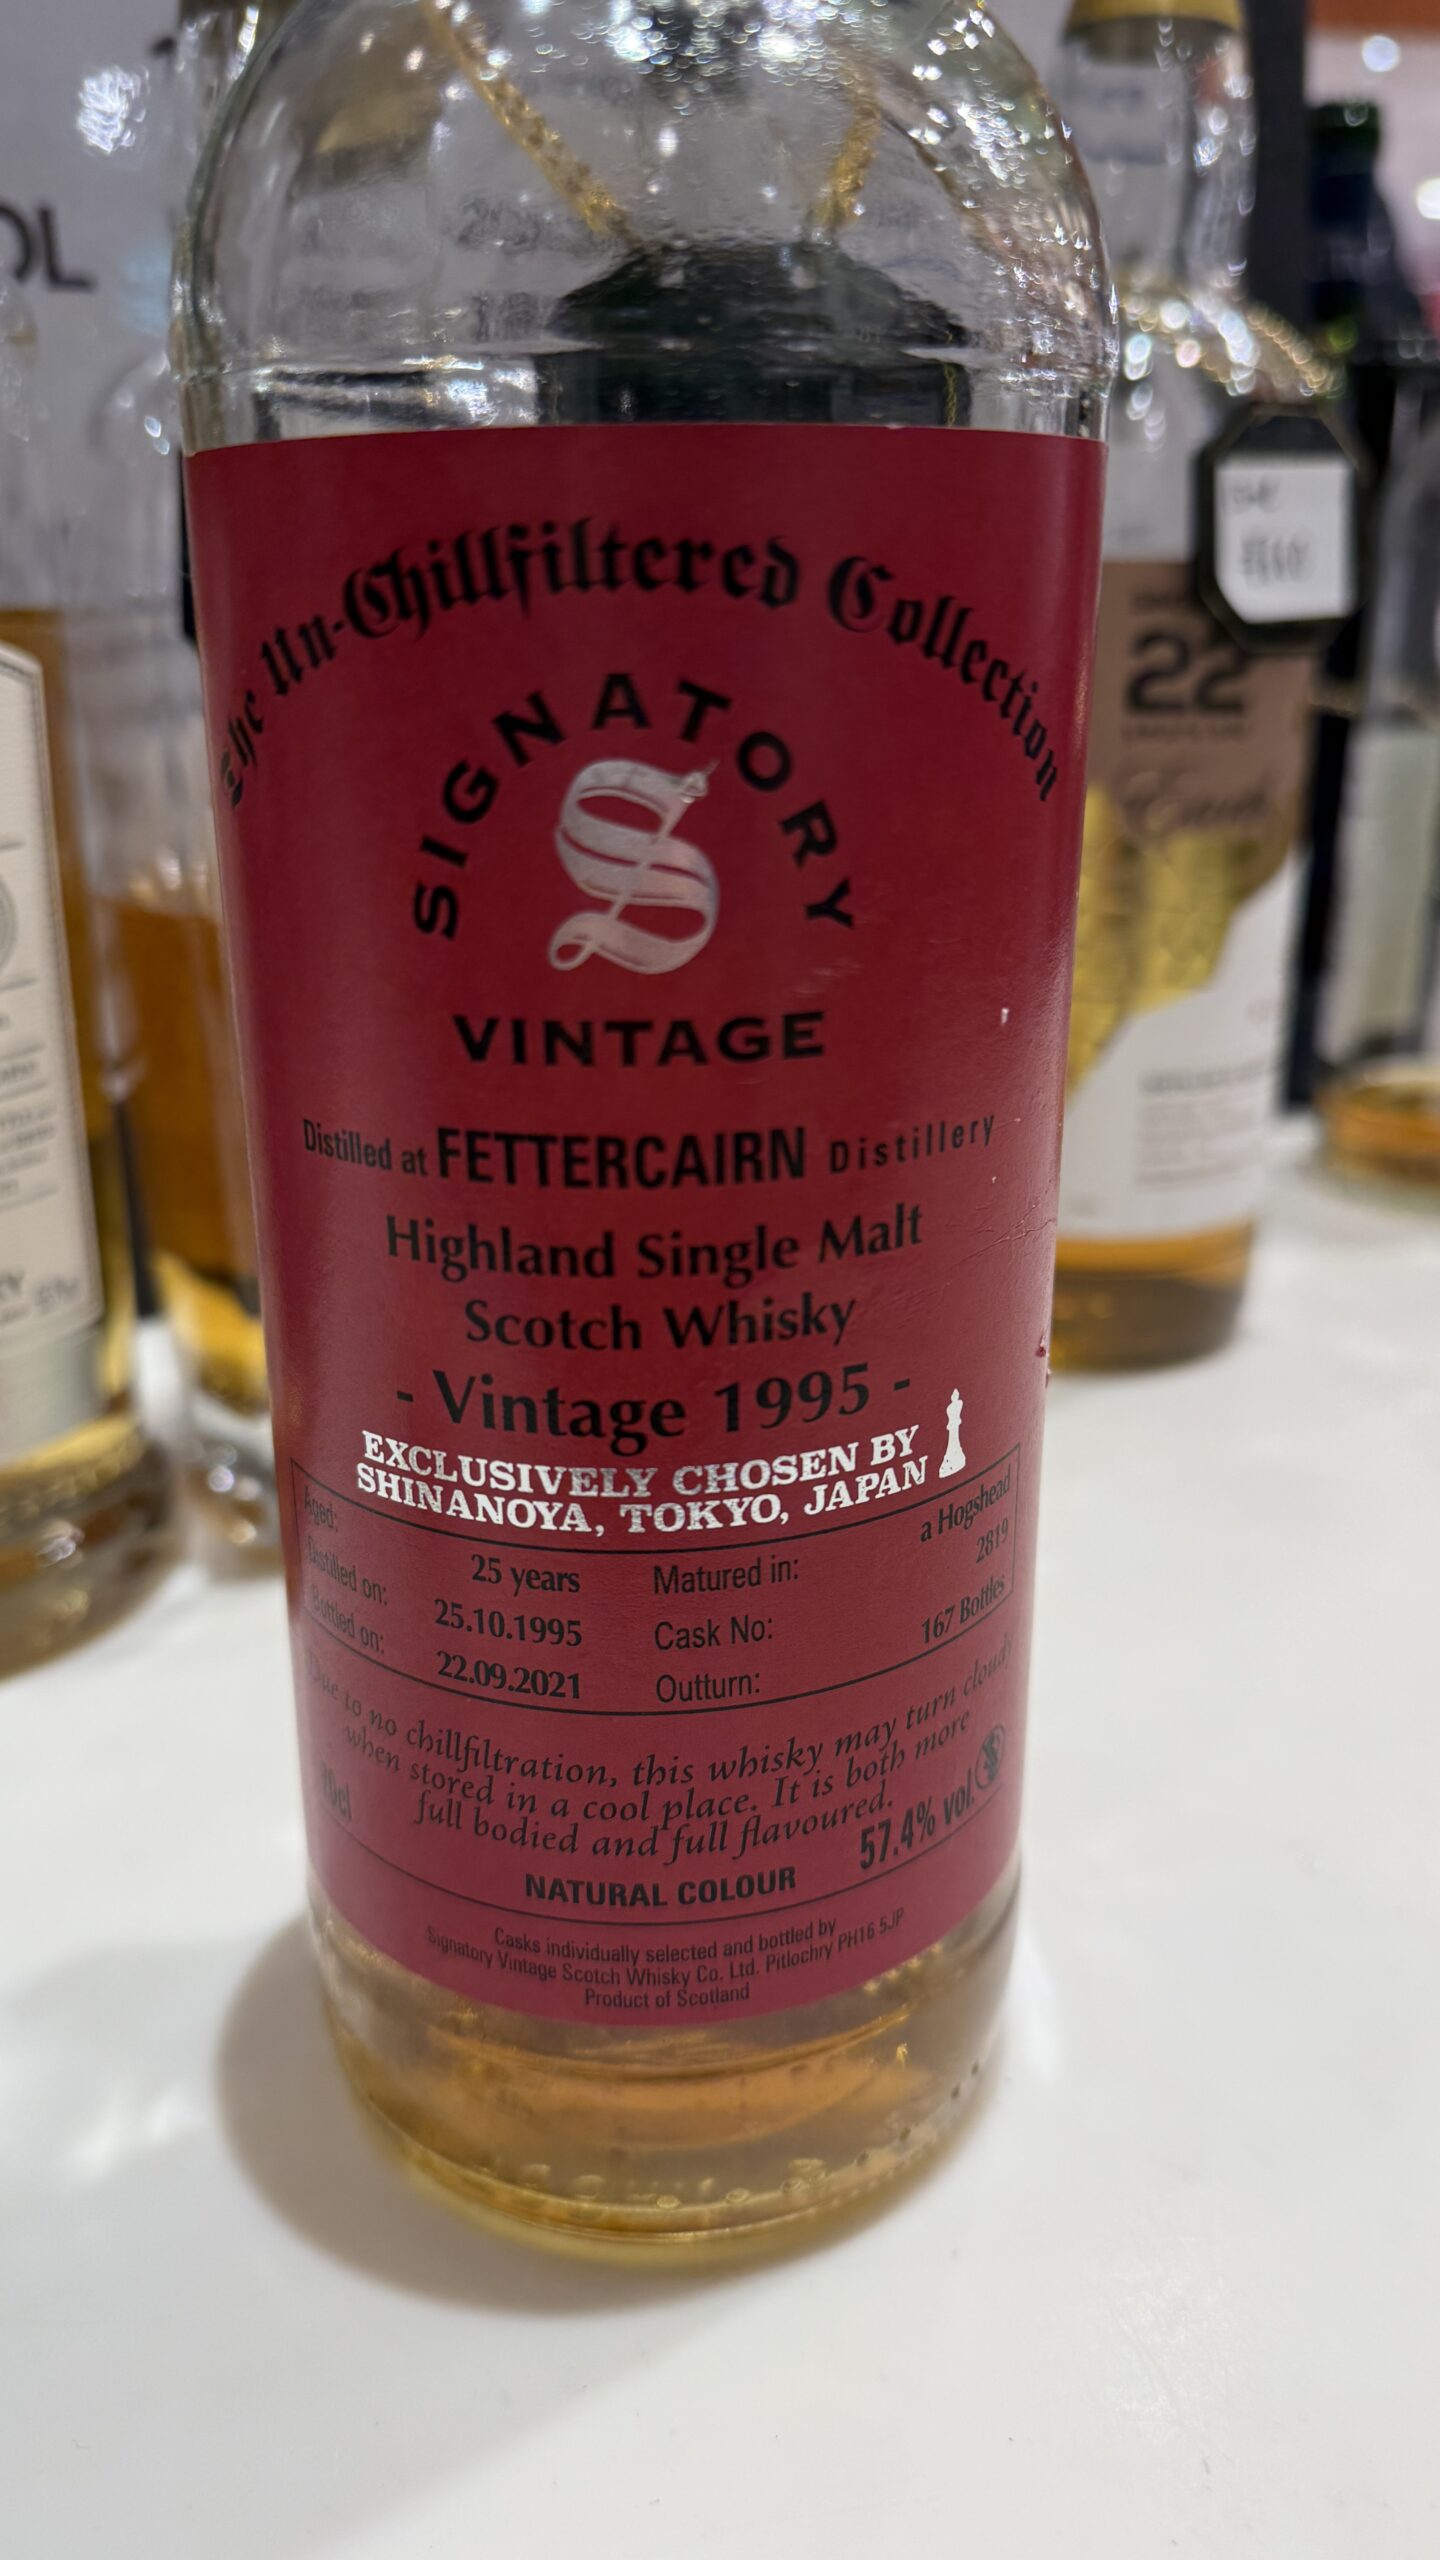 The Un-Chillfiltered Collection
SIGNATORY
S
VINTAGE
Distilled at FETTERCAIRN Distillery
Highland Single Malt
Scotch Whisky
- Vintage 1995 -
EXCLUSIVELY CHOSEN BY
SHINANOYA, TOKYO, JAPAN
Aged: 25 years Matured in: a Hogshead
Distilled on: 25.10.1995 Cask No: 2819
Bottled on: 22.09.2021 Outturn: 167 Bottles
Due to no chillfiltration, this whisky may turn cloudy
when stored in a cool place. It is both more
full bodied and full flavoured.
70cl NATURAL COLOUR 57.4% vol.
Casks individually selected and bottled by
Signatory Vintage Scotch Whisky Co. Ltd. Pitlochry PH16 5JP
Product of Scotland
OL
22